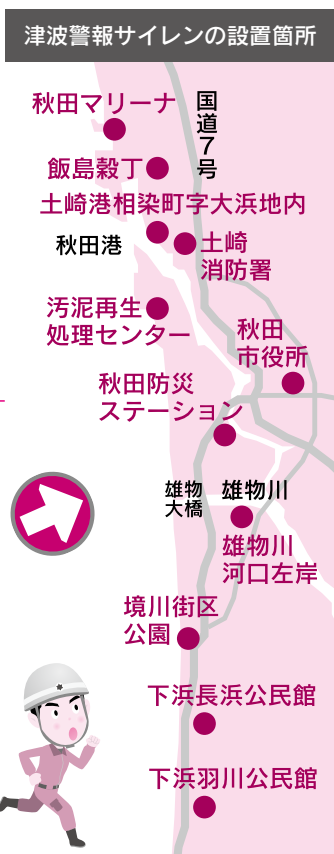 津波警報サイレンの設置箇所
秋田マリーナ
国道7号
飯島穀丁
土崎港相染町字大浜地内
秋田港
土崎
消防署
汚泥再生
処理センター
秋田
市役所
秋田防災
ステーション
雄物
大橋
雄物川
雄物川
河口左岸
境川街区
公園
下浜長浜公民館
下浜羽川公民館